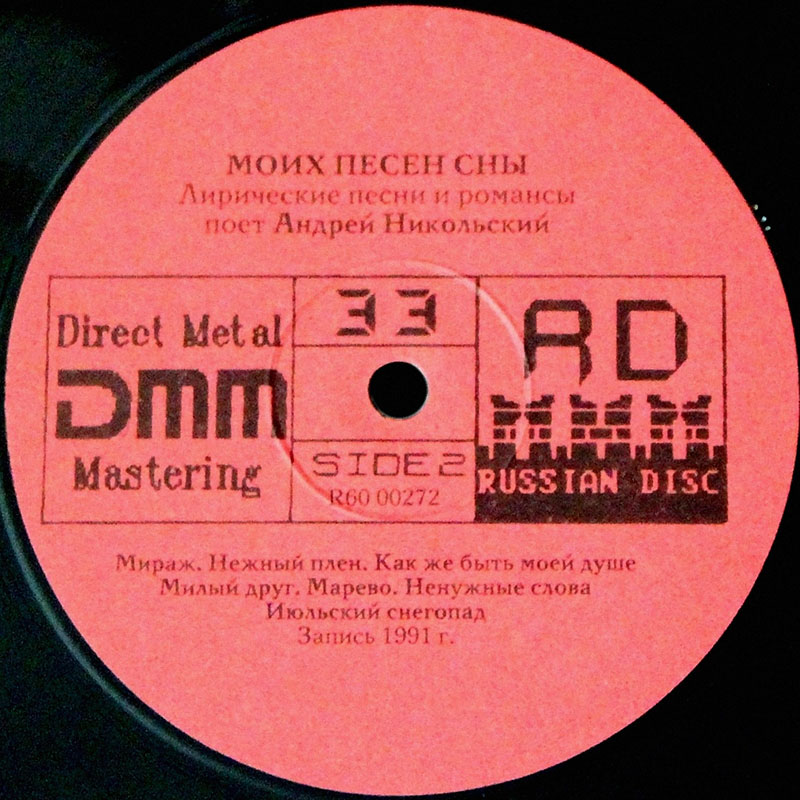 МОИХ ПЕСЕН СНЫ
Лирические песни и романсы
поет Андрей Никольский
Direct Metal
DMM
Mastering
33
SIDE 2
R60 00272
RD
RUSSIAN DISC
Мираж. Нежный плен. Как же быть моей душе
Милый друг. Марево. Ненужные слова
Июльский снегопад
Запись 1991 г.